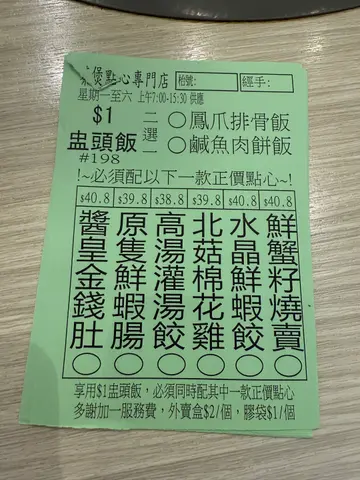 煲點心專門店 枱號: 經手:
星期一至六 上午7:00-15:30 供應
$1 二選一 ○鳳爪排骨飯
盅頭飯 ○鹹魚肉餅飯
#198
!~必須配以下一款正價點心~!
$40.8 $39.8 $38.8 $39.8 $40.8 $40.8
醬皇金錢肚
原隻鮮蝦腸
高湯灌湯餃
北菇棉花雞
水晶鮮蝦餃
鮮蟹籽燒賣
享用$1盅頭飯，必須同時配其中一款正價點心
多謝加一服務費，外賣盒$2/個，膠袋$1/個